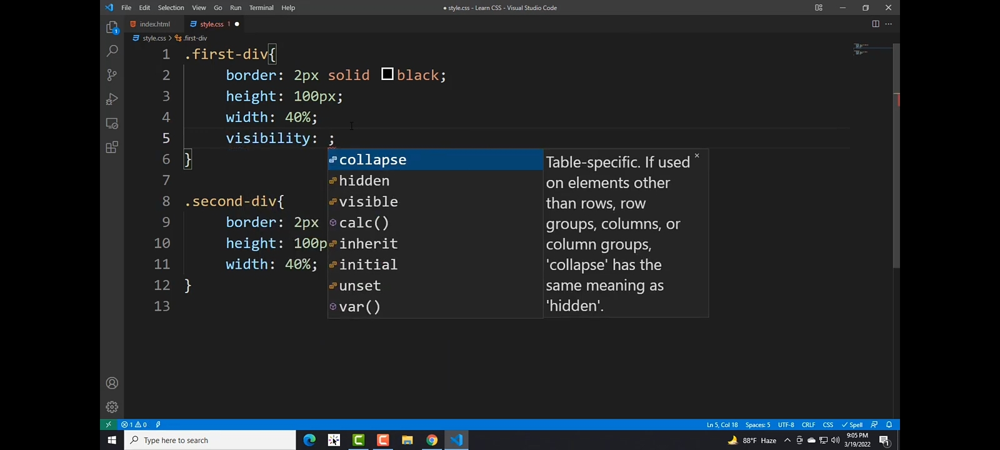 File Edit Selection View Go Run Terminal Help
● style.css - Learn CSS - Visual Studio Code
index.html
style.css 1 ●
style.css > .first-div
1 .first-div{
2 border: 2px solid black;
3 height: 100px;
4 width: 40%;
5 visibility: ;
6 }
7
8 .second-div{
9 border: 2px
10 height: 100p
11 width: 40%;
12 }
13
collapse
hidden
visible
calc()
inherit
initial
unset
var()
Table-specific. If used
on elements other
than rows, row
groups, columns, or
column groups,
'collapse' has the
same meaning as
'hidden'.
1
1 0
Ln 5, Col 18 Spaces: 5 UTF-8 CRLF CSS Spell
Type here to search
88°F Haze
9:05 PM
3/19/2022
1